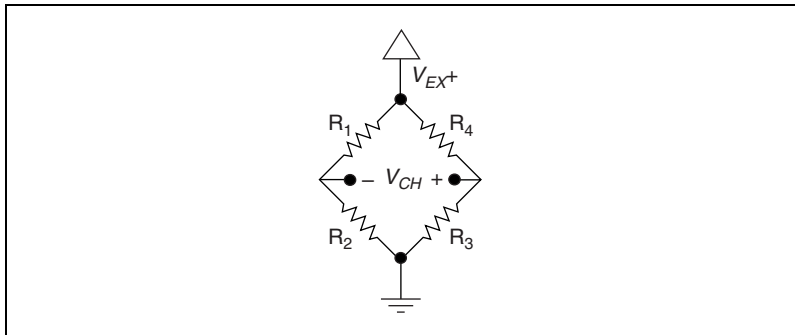 V_EX+
R₁ R₄
– V_CH +
R₂ R₃